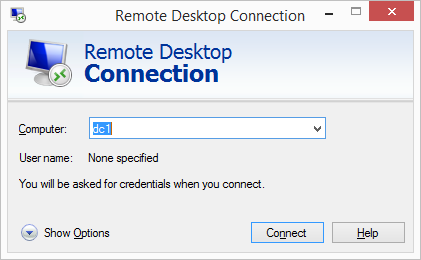 Remote Desktop Connection
Remote Desktop
Connection
Computer: dc1
User name: None specified
You will be asked for credentials when you connect.
Show Options Connect Help